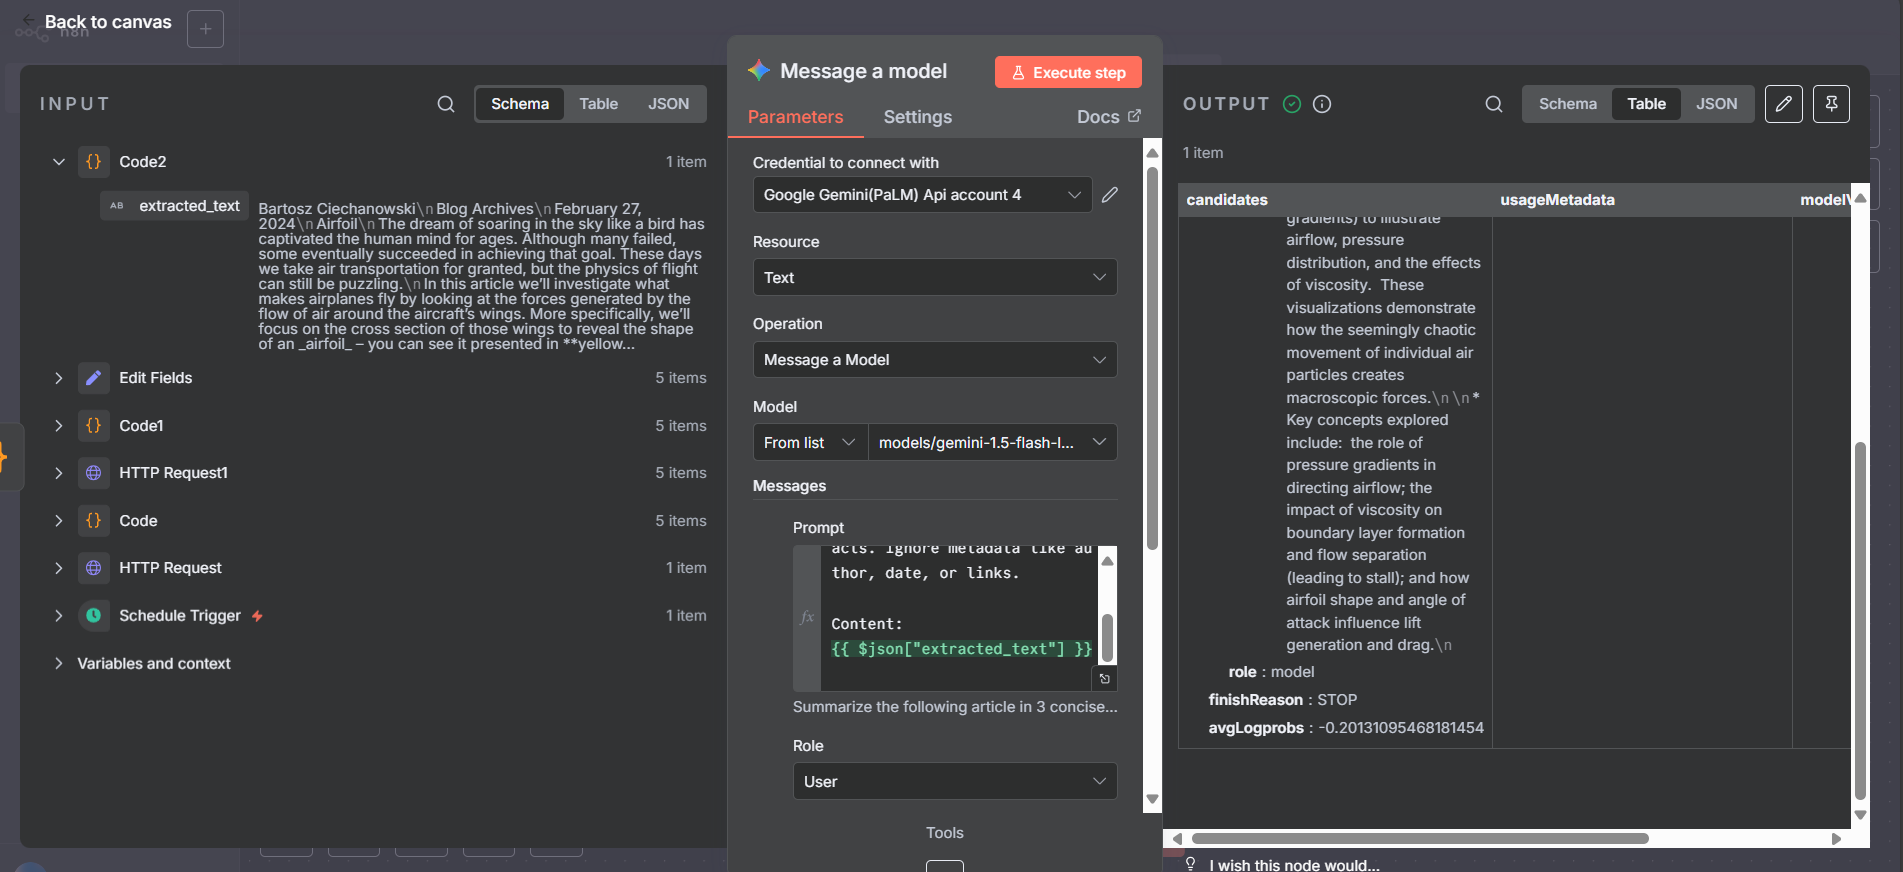 Back to canvas
n8n
INPUT
Schema
Table
JSON
Code2
1 item
AB extracted_text
Bartosz Ciechanowski\n Blog Archives\n February 27,
2024\n Airfoil\n The dream of soaring in the sky like a bird has
captivated the human mind for ages. Although many failed,
some eventually succeeded in achieving that goal. These days
we take air transportation for granted, but the physics of flight
can still be puzzling.\n In this article we'll investigate what
makes airplanes fly by looking at the forces generated by the
flow of air around the aircraft's wings. More specifically, we'll
focus on the cross section of those wings to reveal the shape
of an _airfoil_ – you can see it presented in **yellow...
Edit Fields
5 items
Code1
5 items
HTTP Request1
5 items
Code
5 items
HTTP Request
1 item
Schedule Trigger
1 item
Variables and context
Message a model
Execute step
Parameters
Settings
Docs
Credential to connect with
Google Gemini(PaLM) Api account 4
Resource
Text
Operation
Message a Model
Model
From list
models/gemini-1.5-flash-l...
Messages
Prompt
acts. Ignore metadata like au
thor, date, or links.
Content:
{{ $json["extracted_text"] }}
fx
Summarize the following article in 3 concise...
Role
User
Tools
OUTPUT
Schema
Table
JSON
1 item
candidates
usageMetadata
modelV
gradients) to illustrate
airflow, pressure
distribution, and the effects
of viscosity. These
visualizations demonstrate
how the seemingly chaotic
movement of individual air
particles creates
macroscopic forces.\n\n*
Key concepts explored
include: the role of
pressure gradients in
directing airflow; the
impact of viscosity on
boundary layer formation
and flow separation
(leading to stall); and how
airfoil shape and angle of
attack influence lift
generation and drag.\n
role : model
finishReason : STOP
avgLogprobs : -0.20131095468181454
I wish this node would...